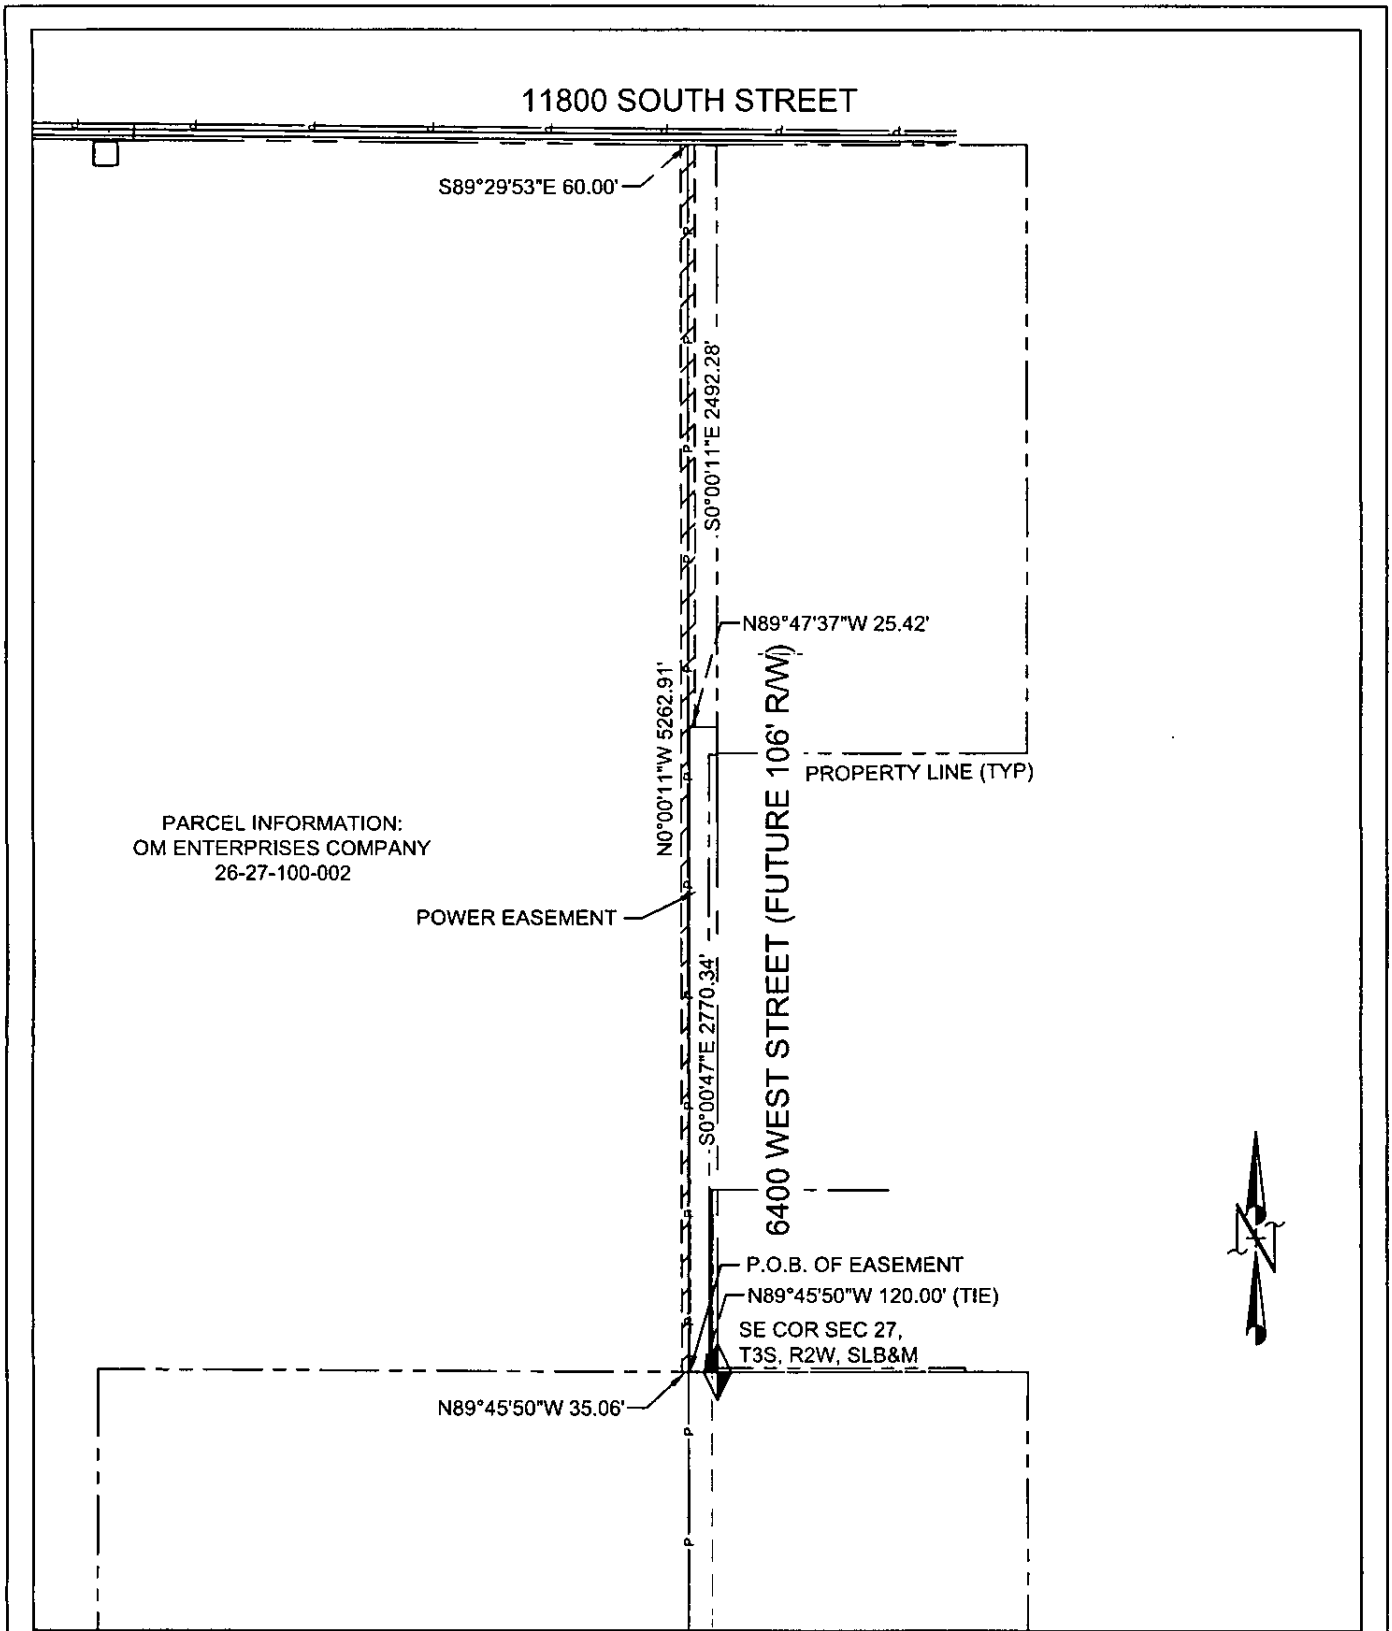 11800 SOUTH STREET
S89°29'53"E 60.00'
S0°00'11"E 2492.28'
N89°47'37"W 25.42'
N0°00'11"W 5262.91'
6400 WEST STREET (FUTURE 106' R/W)
PROPERTY LINE (TYP)
PARCEL INFORMATION:
OM ENTERPRISES COMPANY
26-27-100-002
POWER EASEMENT
S0°00'47"E 2770.34'
P.O.B. OF EASEMENT
N89°45'50"W 120.00' (TIE)
SE COR SEC 27,
T3S, R2W, SLB&M
N89°45'50"W 35.06'